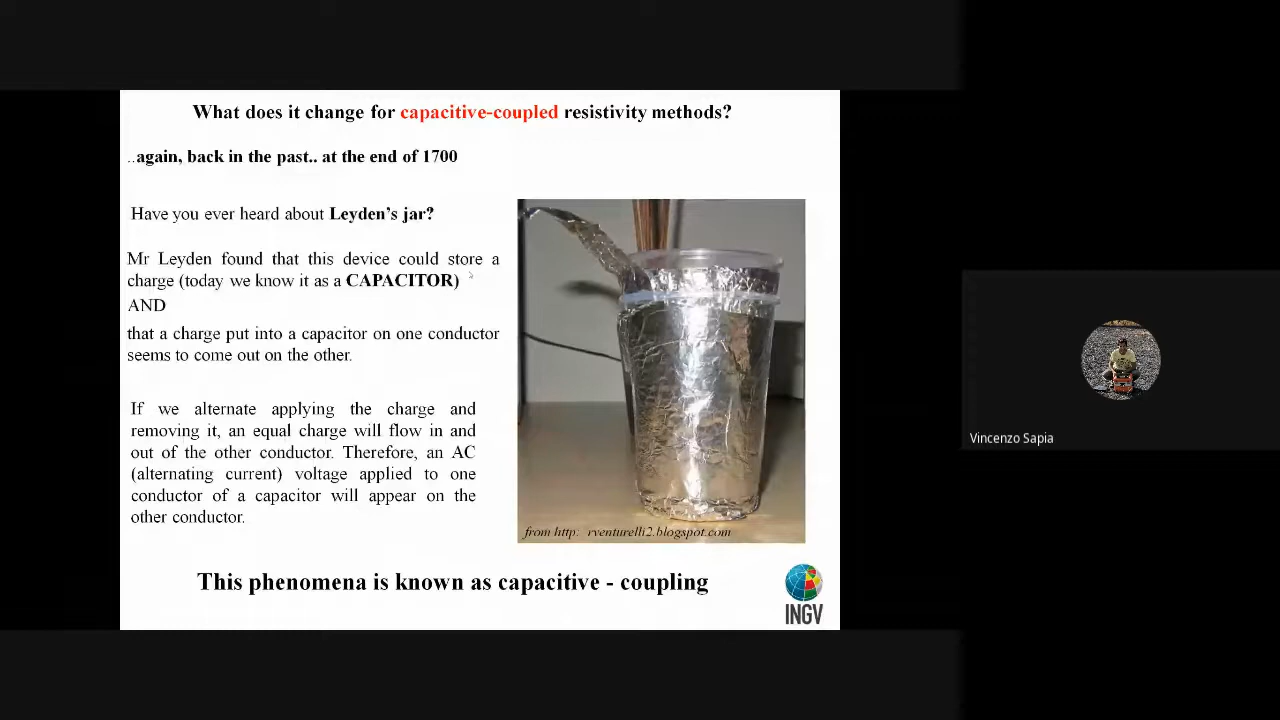 What does it change for capacitive-coupled resistivity methods?
..again, back in the past.. at the end of 1700
Have you ever heard about Leyden's jar?
Mr Leyden found that this device could store a
charge (today we know it as a CAPACITOR)
AND
that a charge put into a capacitor on one conductor
seems to come out on the other.
If we alternate applying the charge and
removing it, an equal charge will flow in and
out of the other conductor. Therefore, an AC
(alternating current) voltage applied to one
conductor of a capacitor will appear on the
other conductor.
from http: rventurelli2.blogspot.com
This phenomena is known as capacitive - coupling
INGV
Vincenzo Sapia